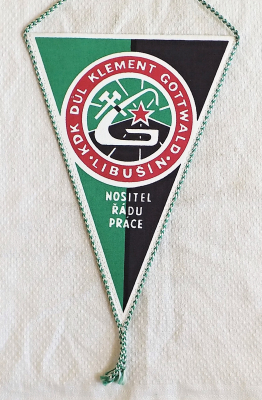 KDK DŮL KLEMENT GOTTWALD
· LIBUŠÍN ·
NOSITEL
ŘÁDU
PRÁCE